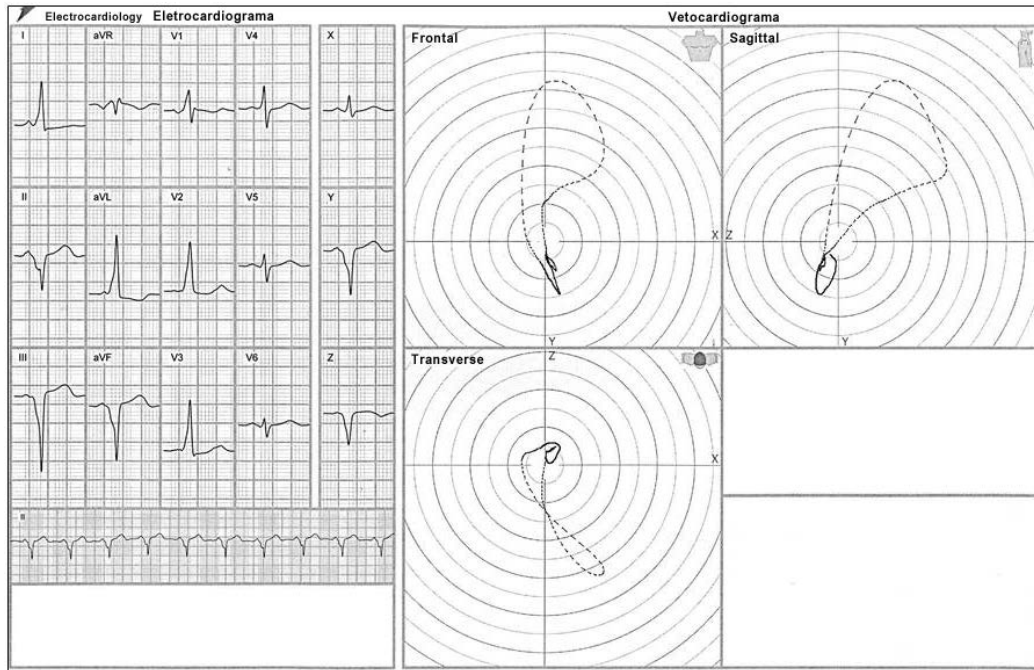 Electrocardiology Eletrocardiograma
Vetocardiograma
I aVR V1 V4 X
II aVL V2 V5 Y
III aVF V3 V6 Z
II
Frontal
X
Y
Sagittal
Z
Y
Transverse
Z
X